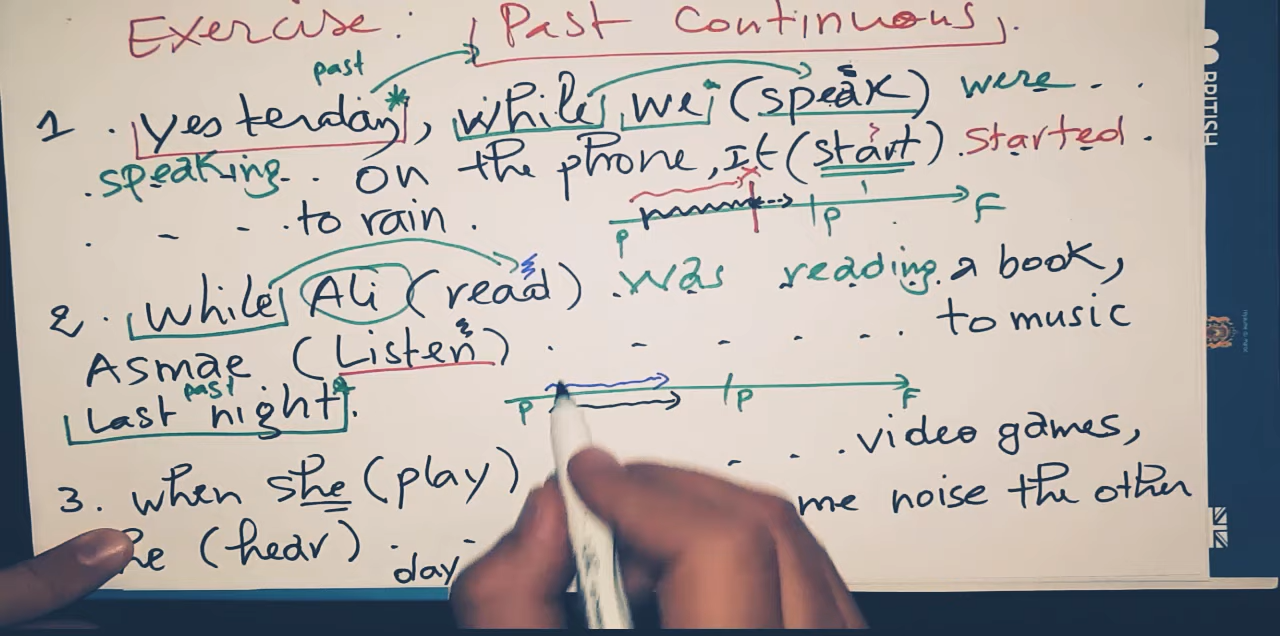 Exercise: Past Continuous.
past
1. Yesterday, while we (speak) were..
.speaking.. on the phone, It (start). Started.
. - - . to rain.
P P F
2. While Ali (read) .was reading. a book,
Asmae (Listen) . - - . - . to music
past
Last night.
P P F
3. when she (play) - . . . video games,
he (hear) me noise the other
day
BRITISH